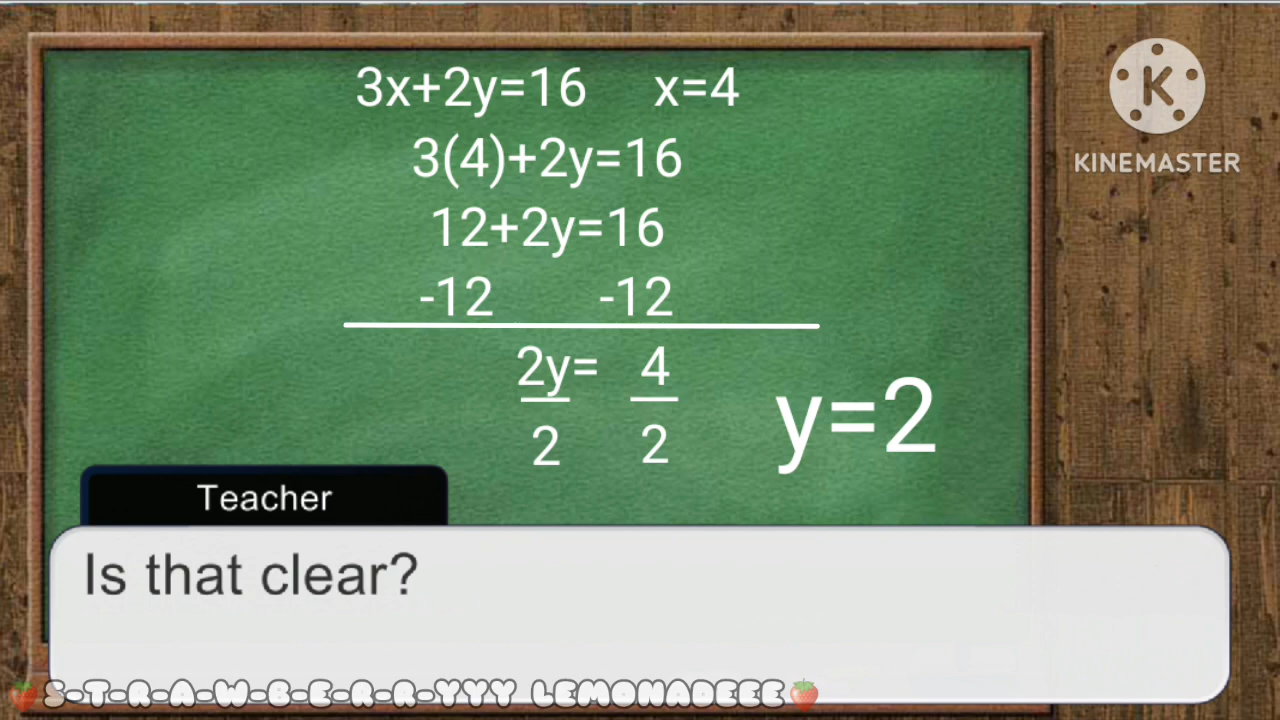 3x+2y=16 x=4
3(4)+2y=16
12+2y=16
-12 -12
2y= 4
2 2
y=2
K
KINEMASTER
Teacher
Is that clear?
🍓S-T-R-A-W-B-E-R-R-YYY LEMONADEEE🍓